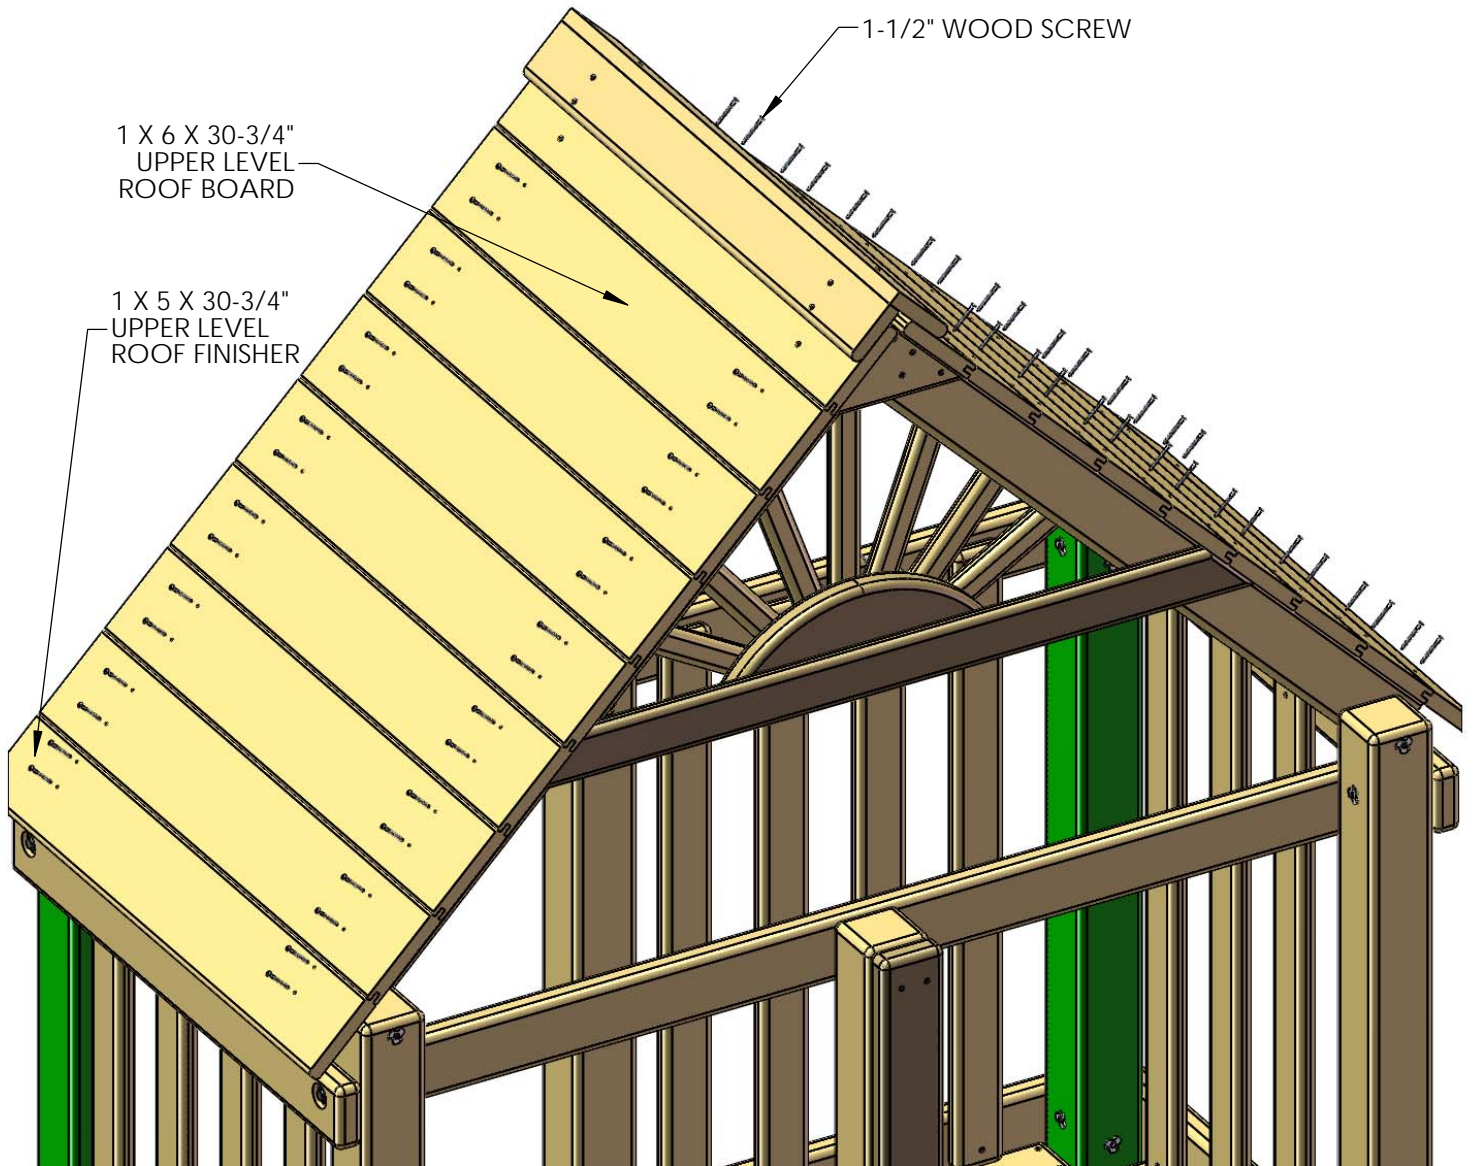 1-1/2" WOOD SCREW
1 X 6 X 30-3/4"
UPPER LEVEL
ROOF BOARD
1 X 5 X 30-3/4"
UPPER LEVEL
ROOF FINISHER